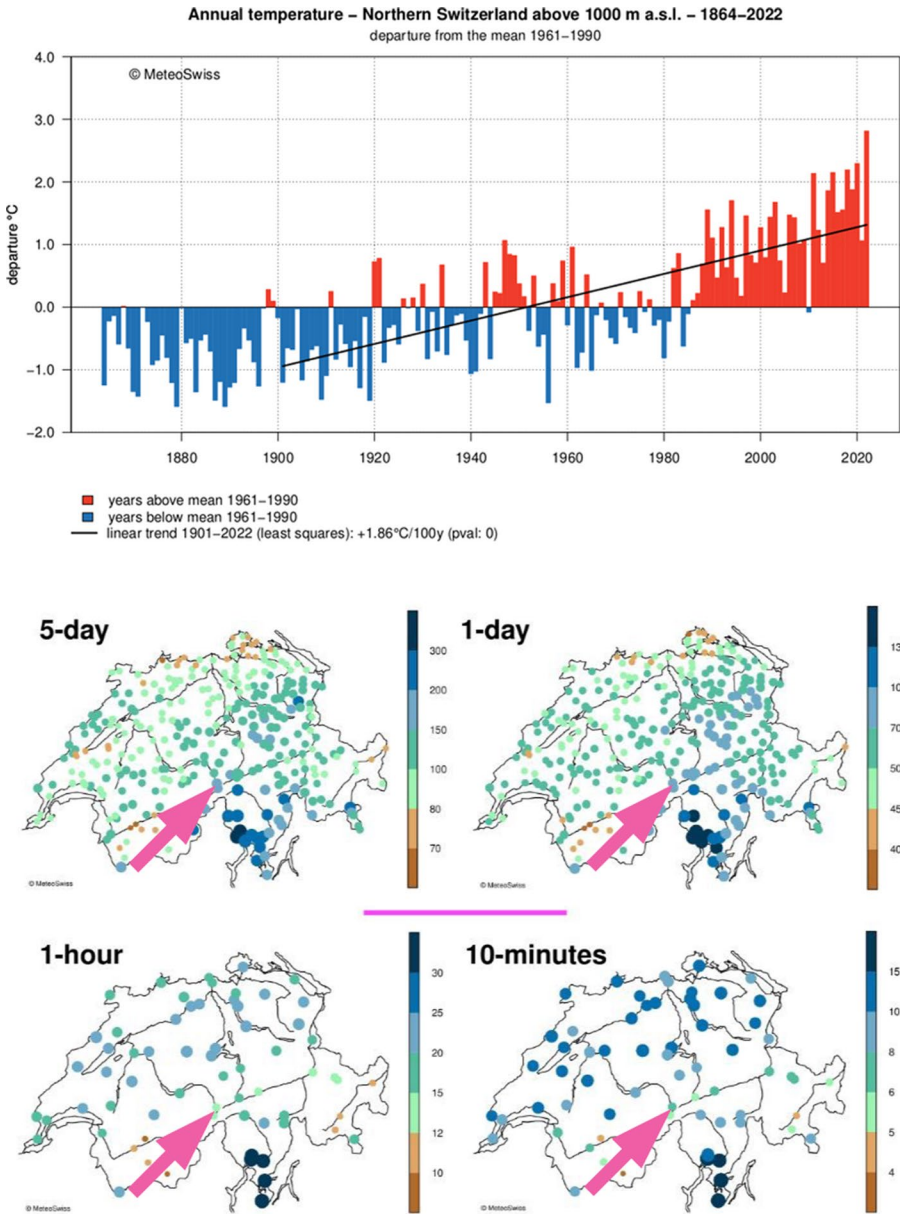 Annual temperature – Northern Switzerland above 1000 m a.s.l. – 1864–2022
departure from the mean 1961–1990
© MeteoSwiss
departure °C
4.0
3.0
2.0
1.0
0.0
−1.0
−2.0
1880 1900 1920 1940 1960 1980 2000 2020
years above mean 1961–1990
years below mean 1961–1990
linear trend 1901–2022 (least squares): +1.86°C/100y (pval: 0)
5-day
300
200
150
100
80
70
© MeteoSwiss
1-day
13
10
70
50
45
40
© MeteoSwiss
1-hour
30
25
20
15
12
10
© MeteoSwiss
10-minutes
15
10
8
6
5
4
© MeteoSwiss